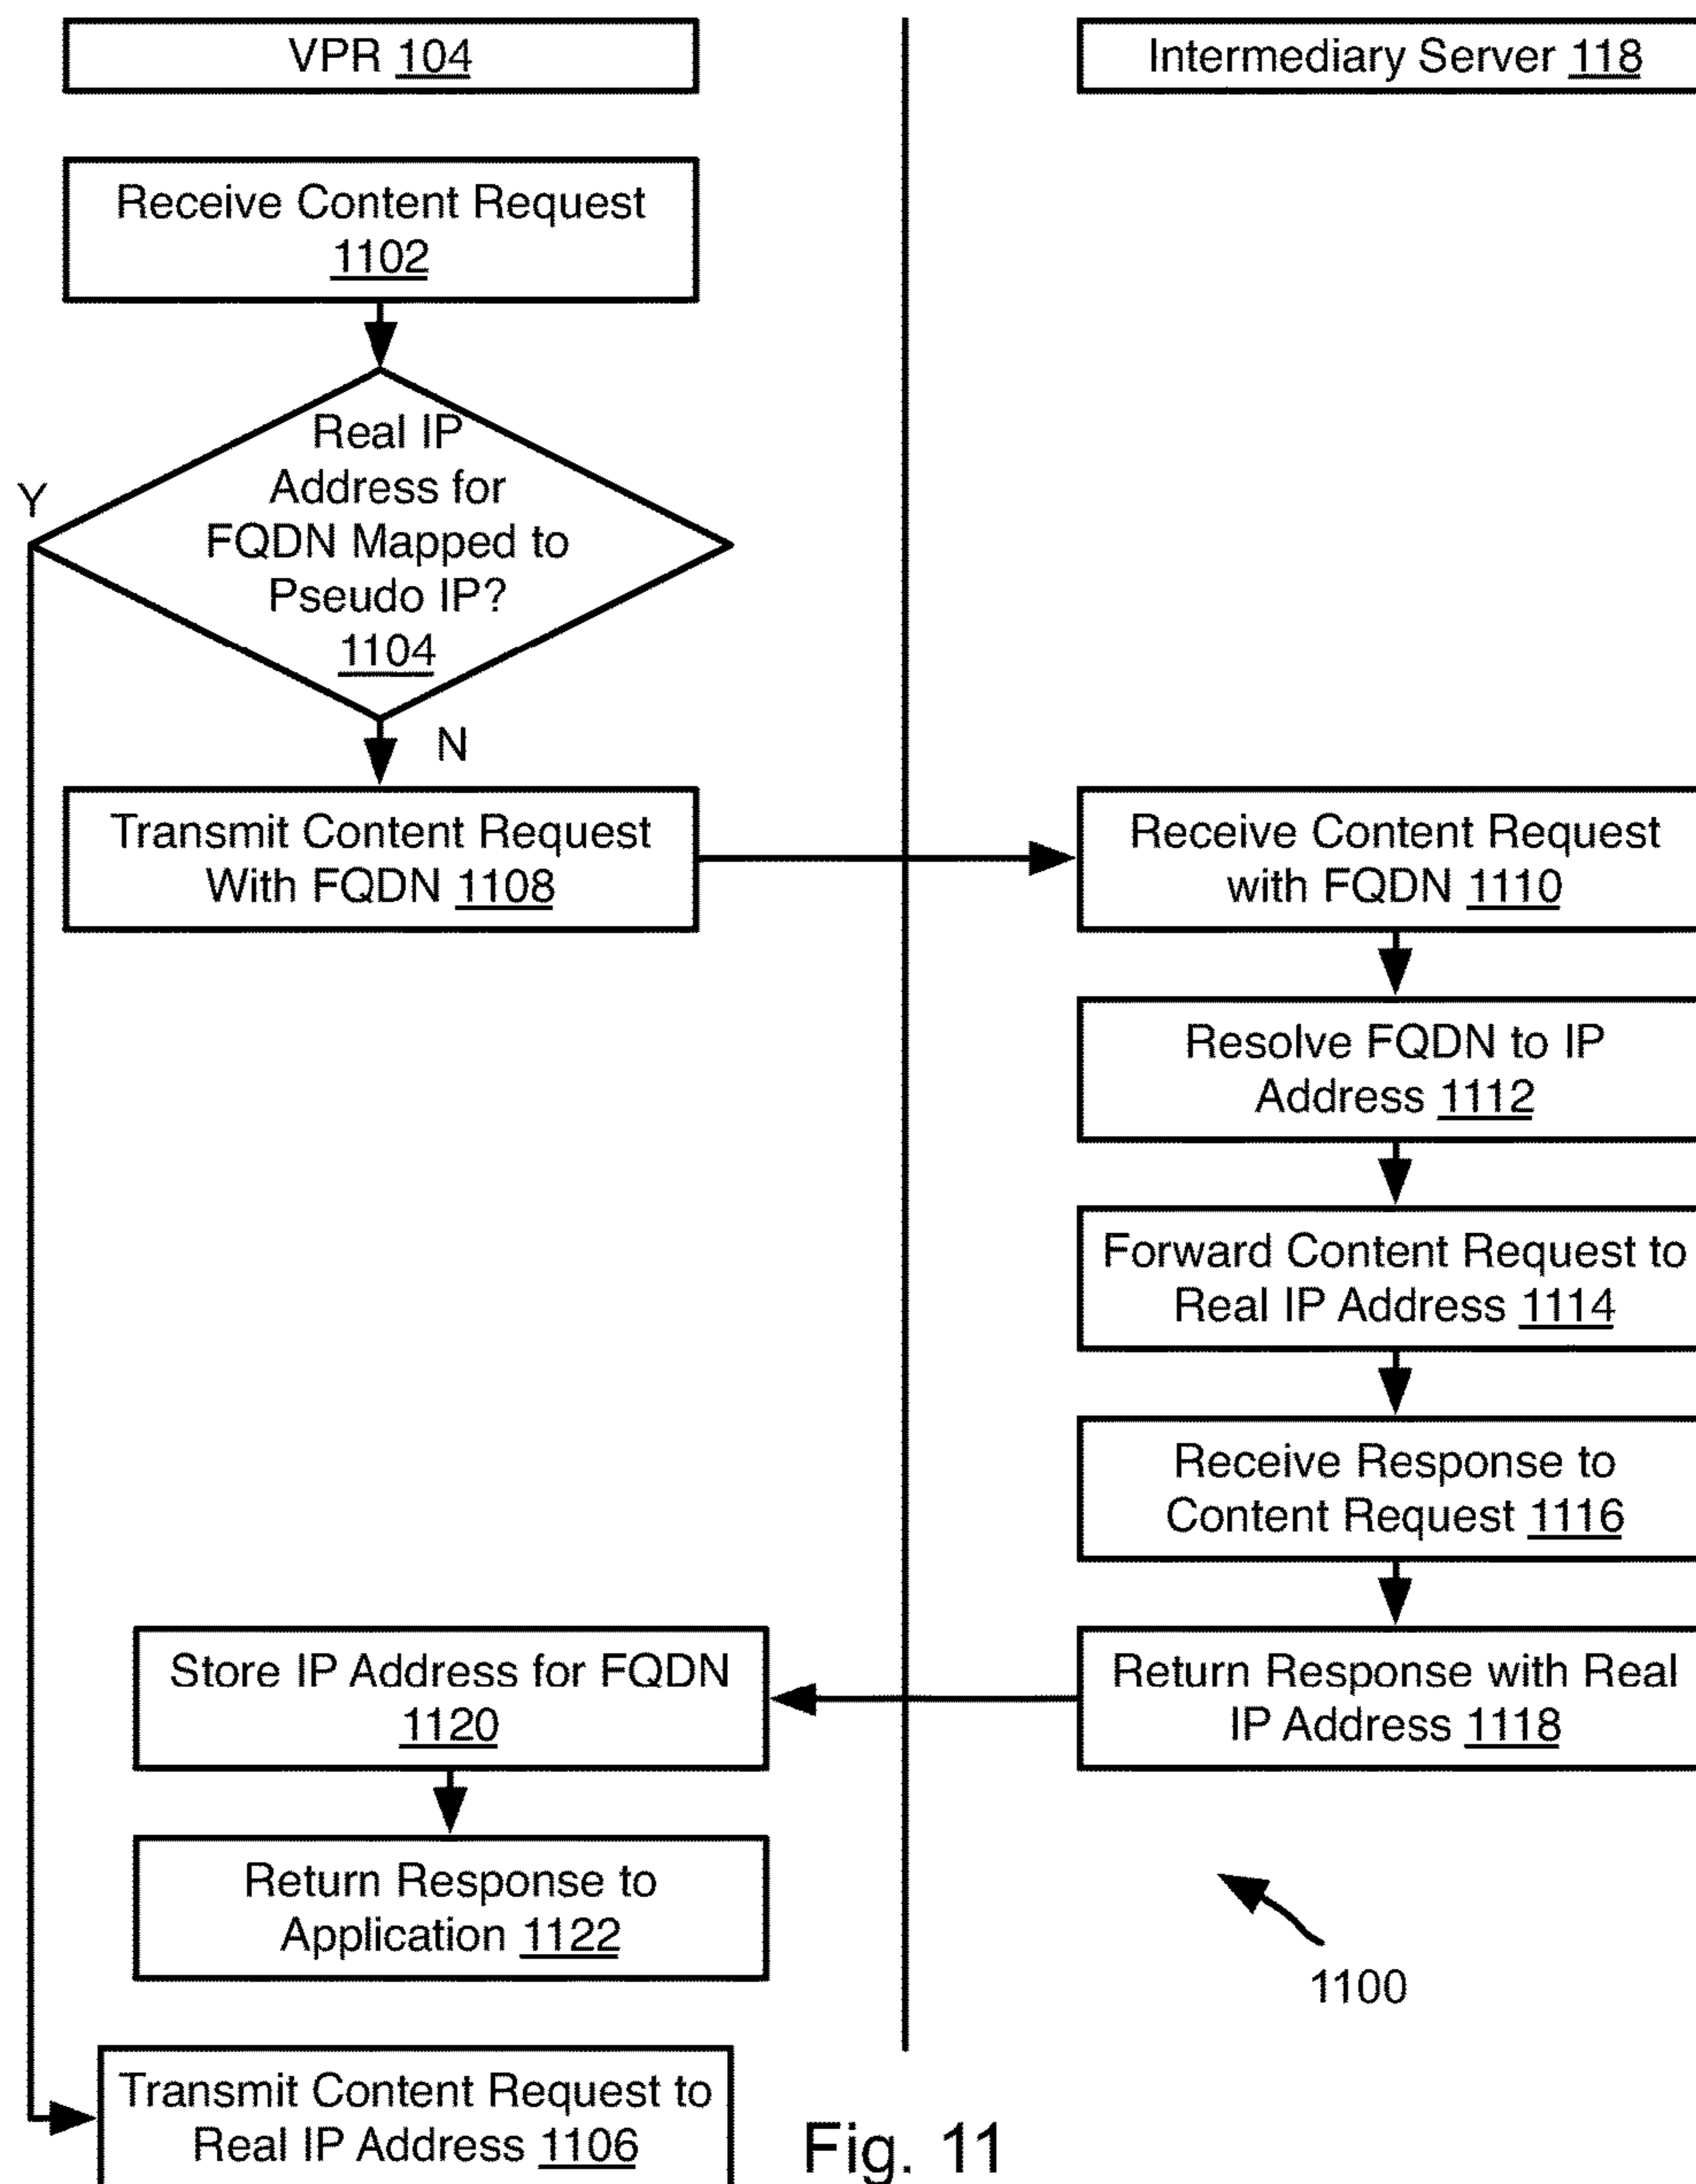 VPR 104
Intermediary Server 118
Receive Content Request
1102
Real IP
Address for
FQDN Mapped to
Pseudo IP?
1104
Y
N
Transmit Content Request
With FQDN 1108
Receive Content Request
with FQDN 1110
Resolve FQDN to IP
Address 1112
Forward Content Request to
Real IP Address 1114
Receive Response to
Content Request 1116
Return Response with Real
IP Address 1118
Store IP Address for FQDN
1120
Return Response to
Application 1122
1100
Transmit Content Request to
Real IP Address 1106
Fig. 11